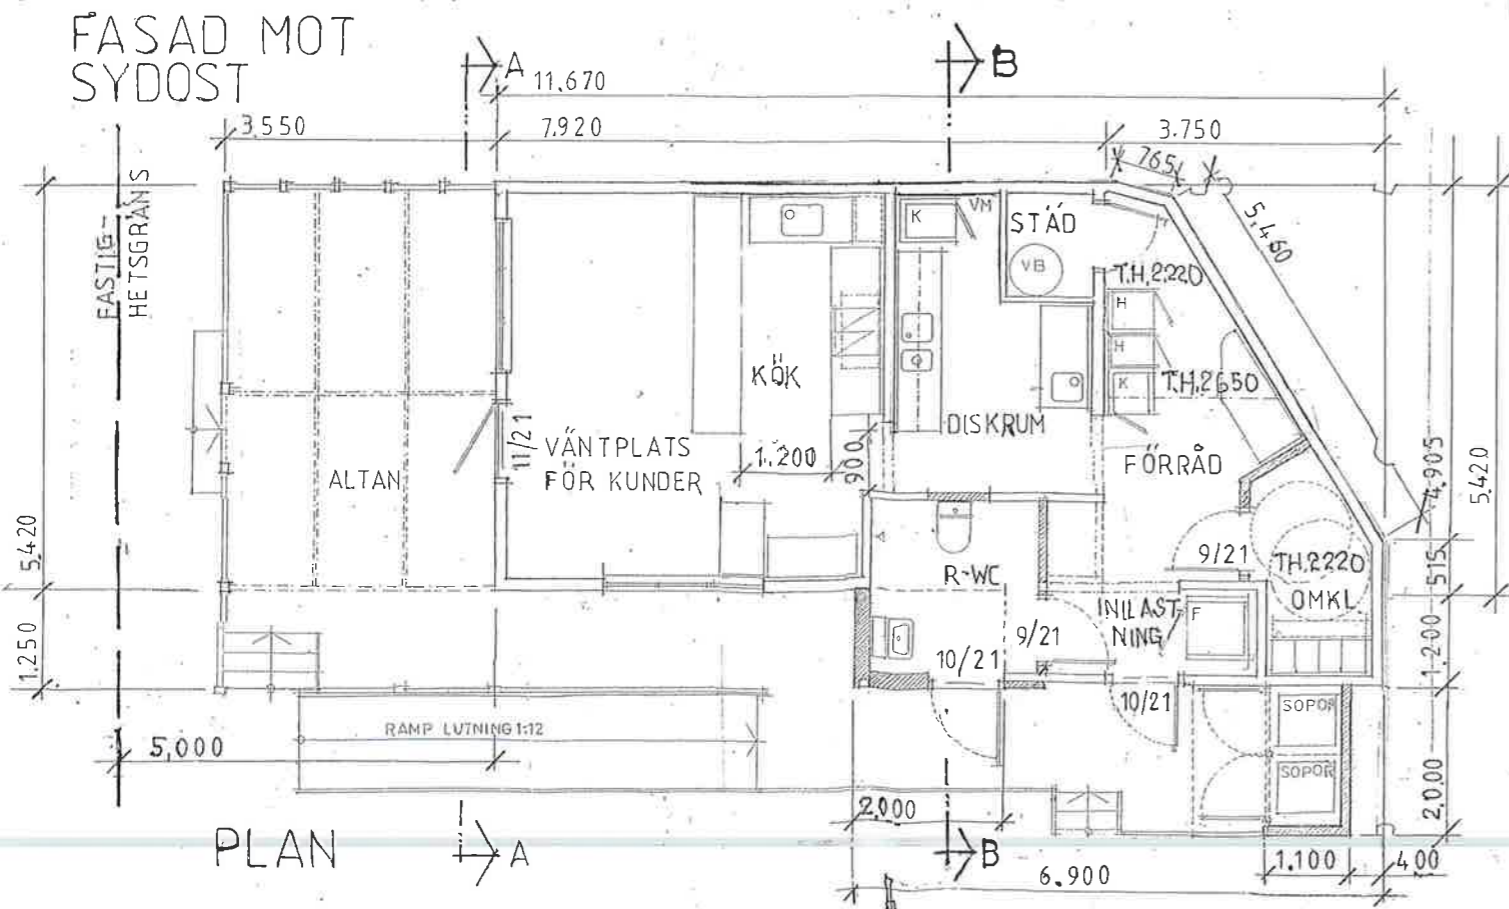 FASAD MOT
SYDOST
A
B
11,670
3,550
7,920
3.750
765
5,460
FASTIG-
HETSGRÄNS
K
VM
STÄD
VB
T.H.2220
H
H
K
T.H.2650
KÖK
DISKRUM
FÖRRÅD
11/21
VÄNTPLATS
FÖR KUNDER
1.200
900
ALTAN
4.905
5,420
5,420
9/21
TH.2220
OMKL
515
R-WC
INLAST-
NING
F
9/21
10/21
1.200
1.250
10/21
SOPOR
SOPOR
RAMP LUTNING 1:12
5,000
2,000
2,000
PLAN
A
B
1,100
400
6.900